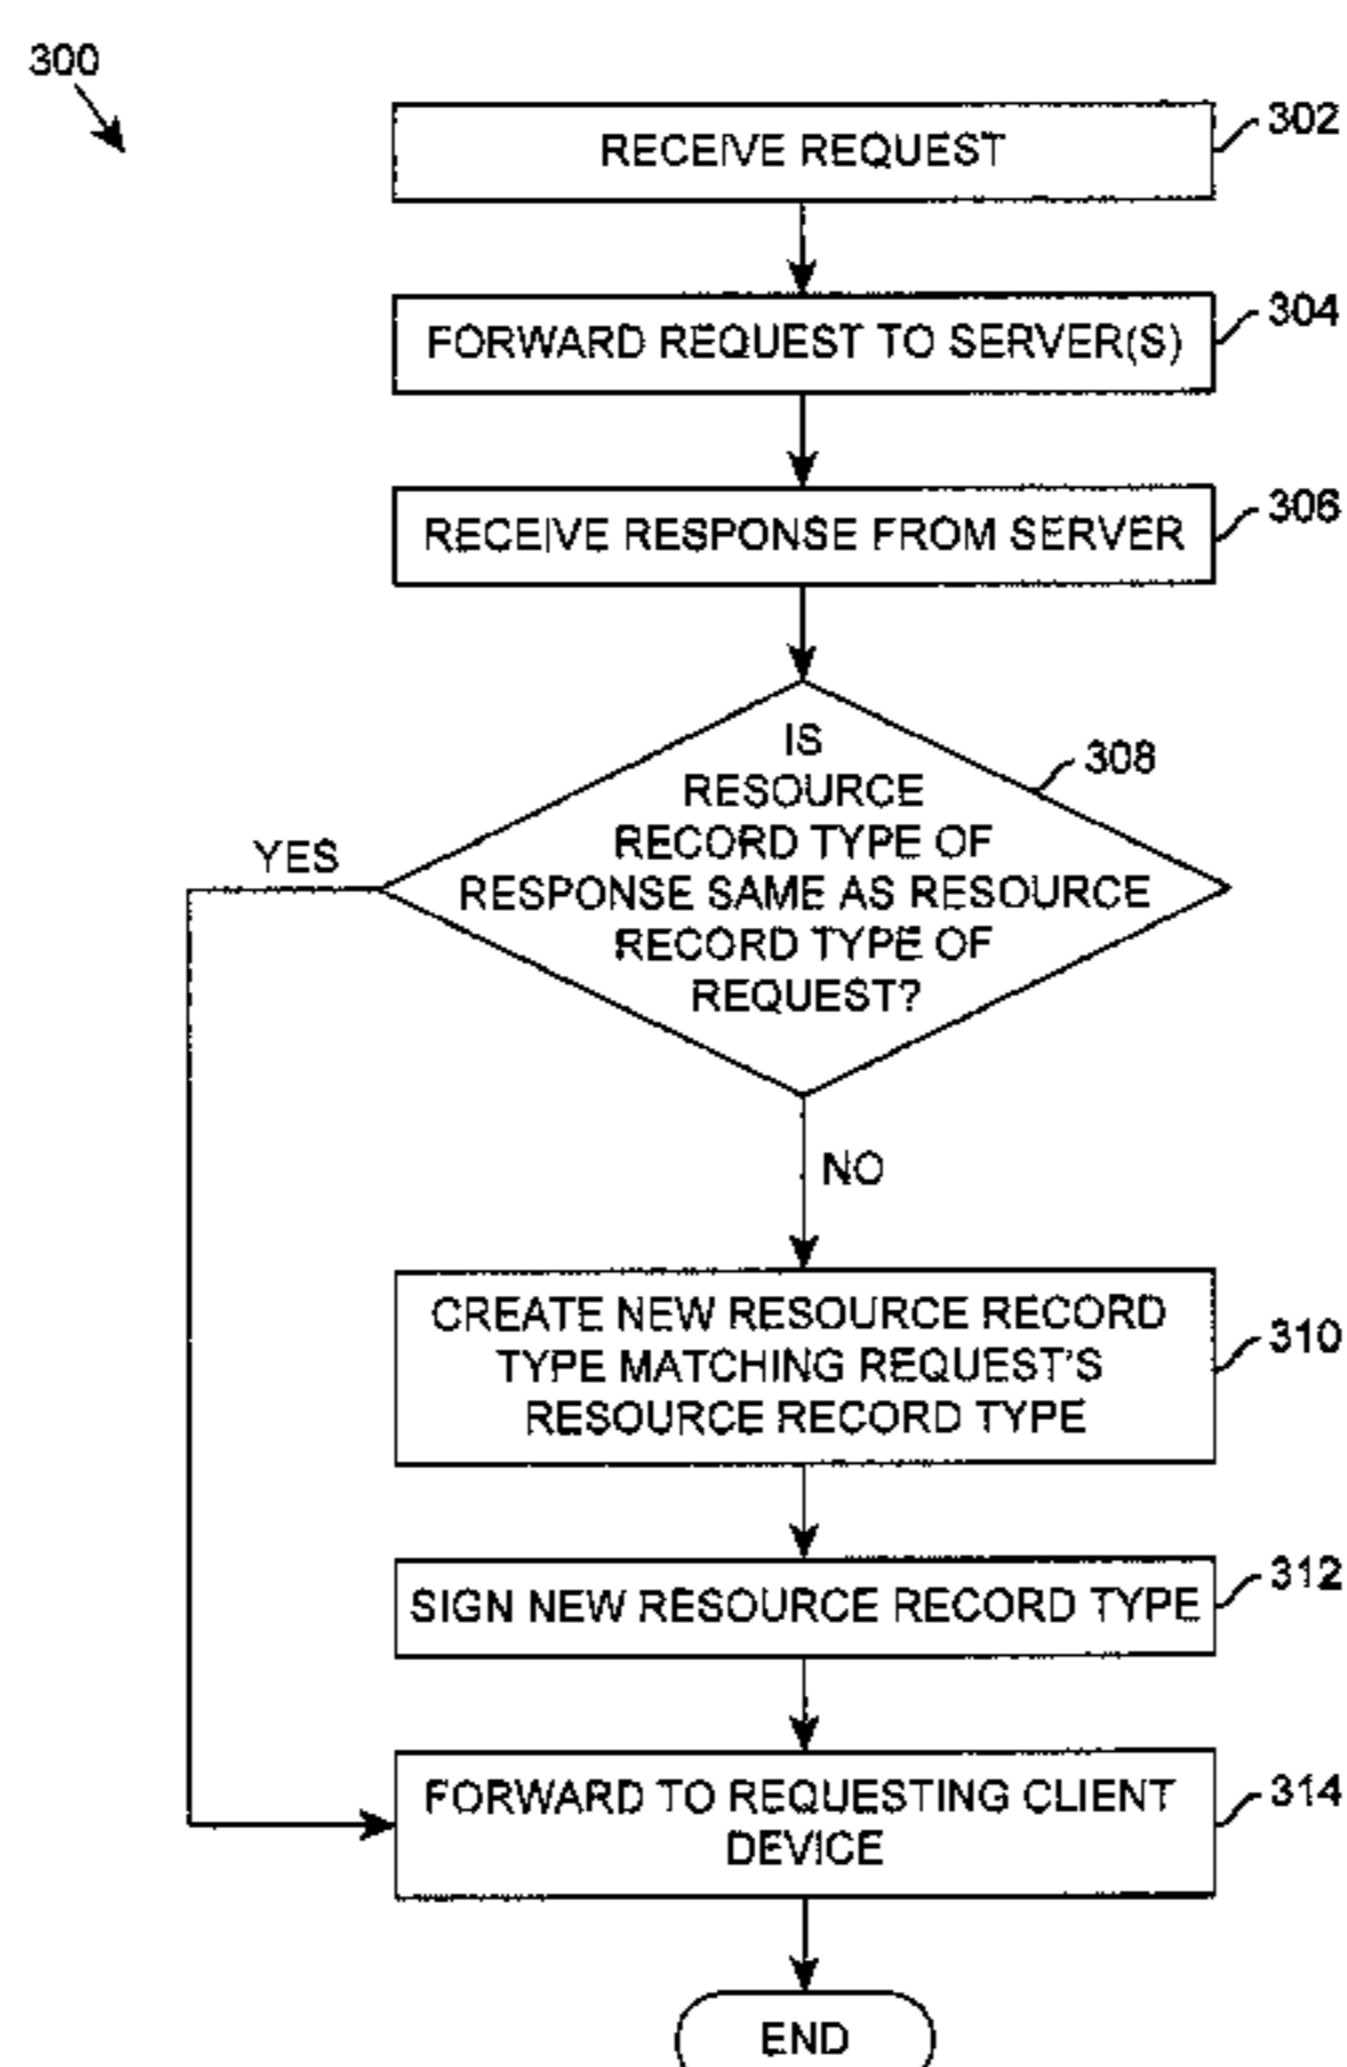 300
RECEIVE REQUEST
302
FORWARD REQUEST TO SERVER(S)
304
RECEIVE RESPONSE FROM SERVER
306
IS
RESOURCE
RECORD TYPE OF
RESPONSE SAME AS RESOURCE
RECORD TYPE OF
REQUEST?
308
YES
NO
CREATE NEW RESOURCE RECORD
TYPE MATCHING REQUEST'S
RESOURCE RECORD TYPE
310
SIGN NEW RESOURCE RECORD TYPE
312
FORWARD TO REQUESTING CLIENT
DEVICE
314
END